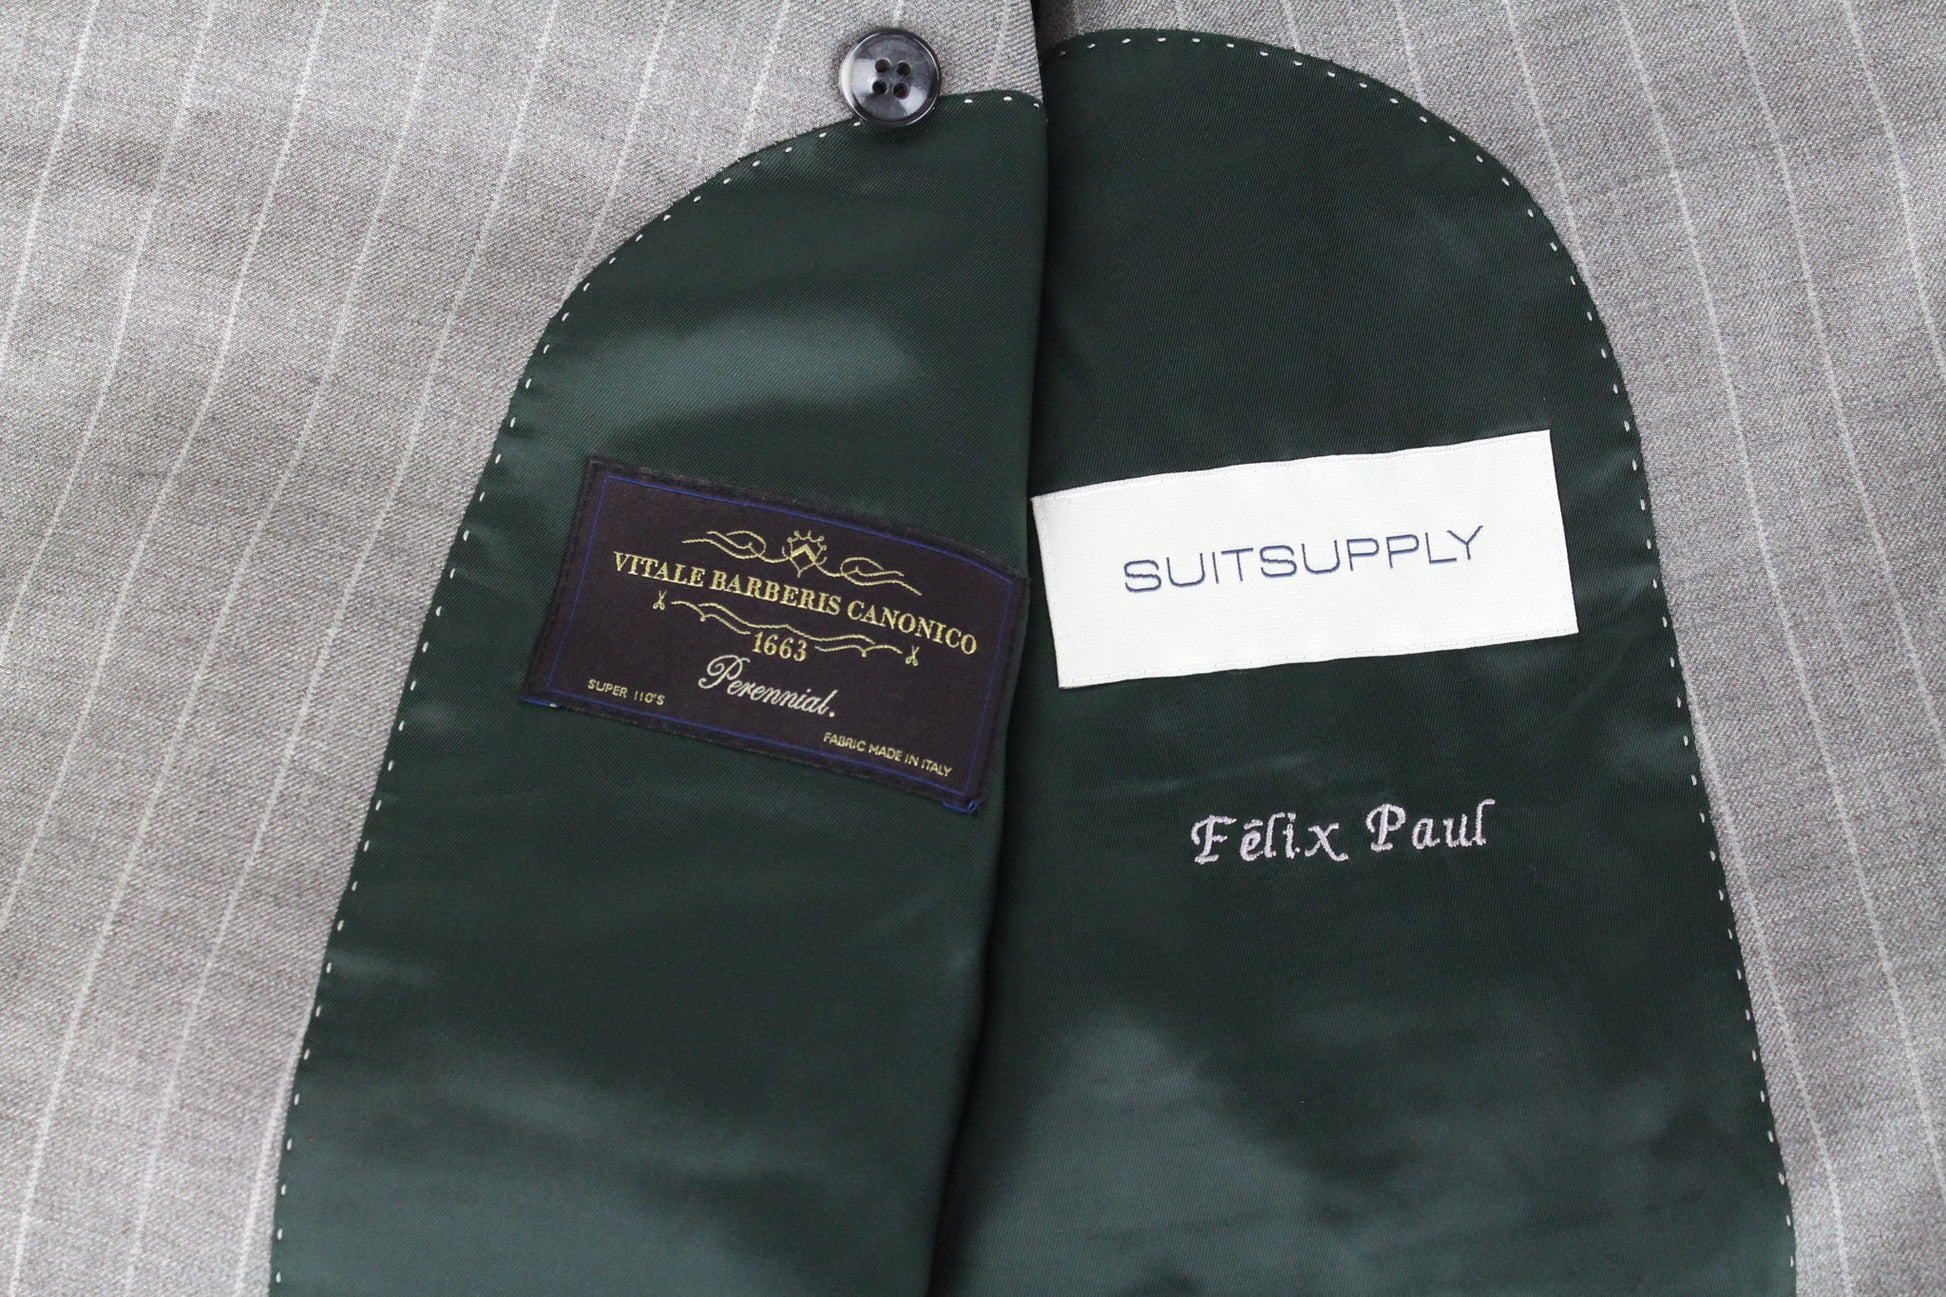 VITALE BARBERIS CANONICO
1663
Perennial.
SUPER 110'S
FABRIC MADE IN ITALY
SUITSUPPLY
Félix Paul